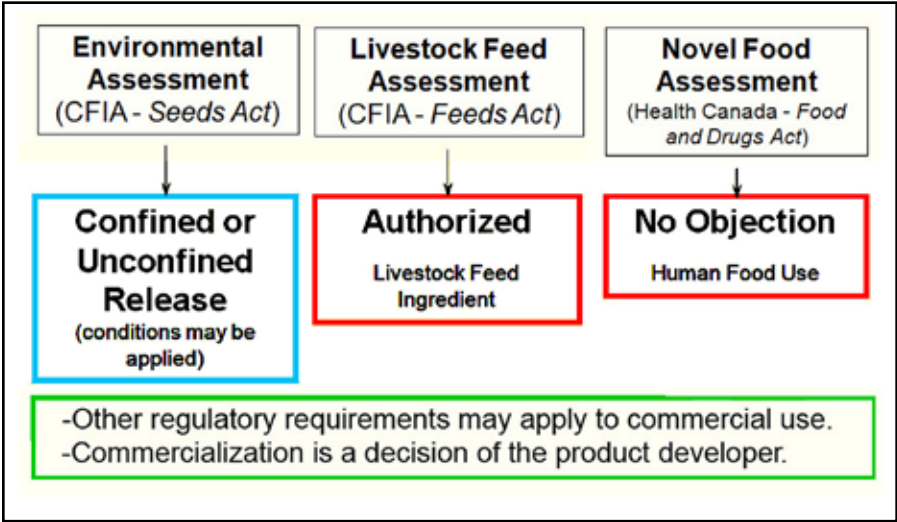 Environmental
Assessment
(CFIA - Seeds Act)
Livestock Feed
Assessment
(CFIA - Feeds Act)
Novel Food
Assessment
(Health Canada - Food
and Drugs Act)
Confined or
Unconfined
Release
(conditions may be
applied)
Authorized
Livestock Feed
Ingredient
No Objection
Human Food Use
-Other regulatory requirements may apply to commercial use.
-Commercialization is a decision of the product developer.